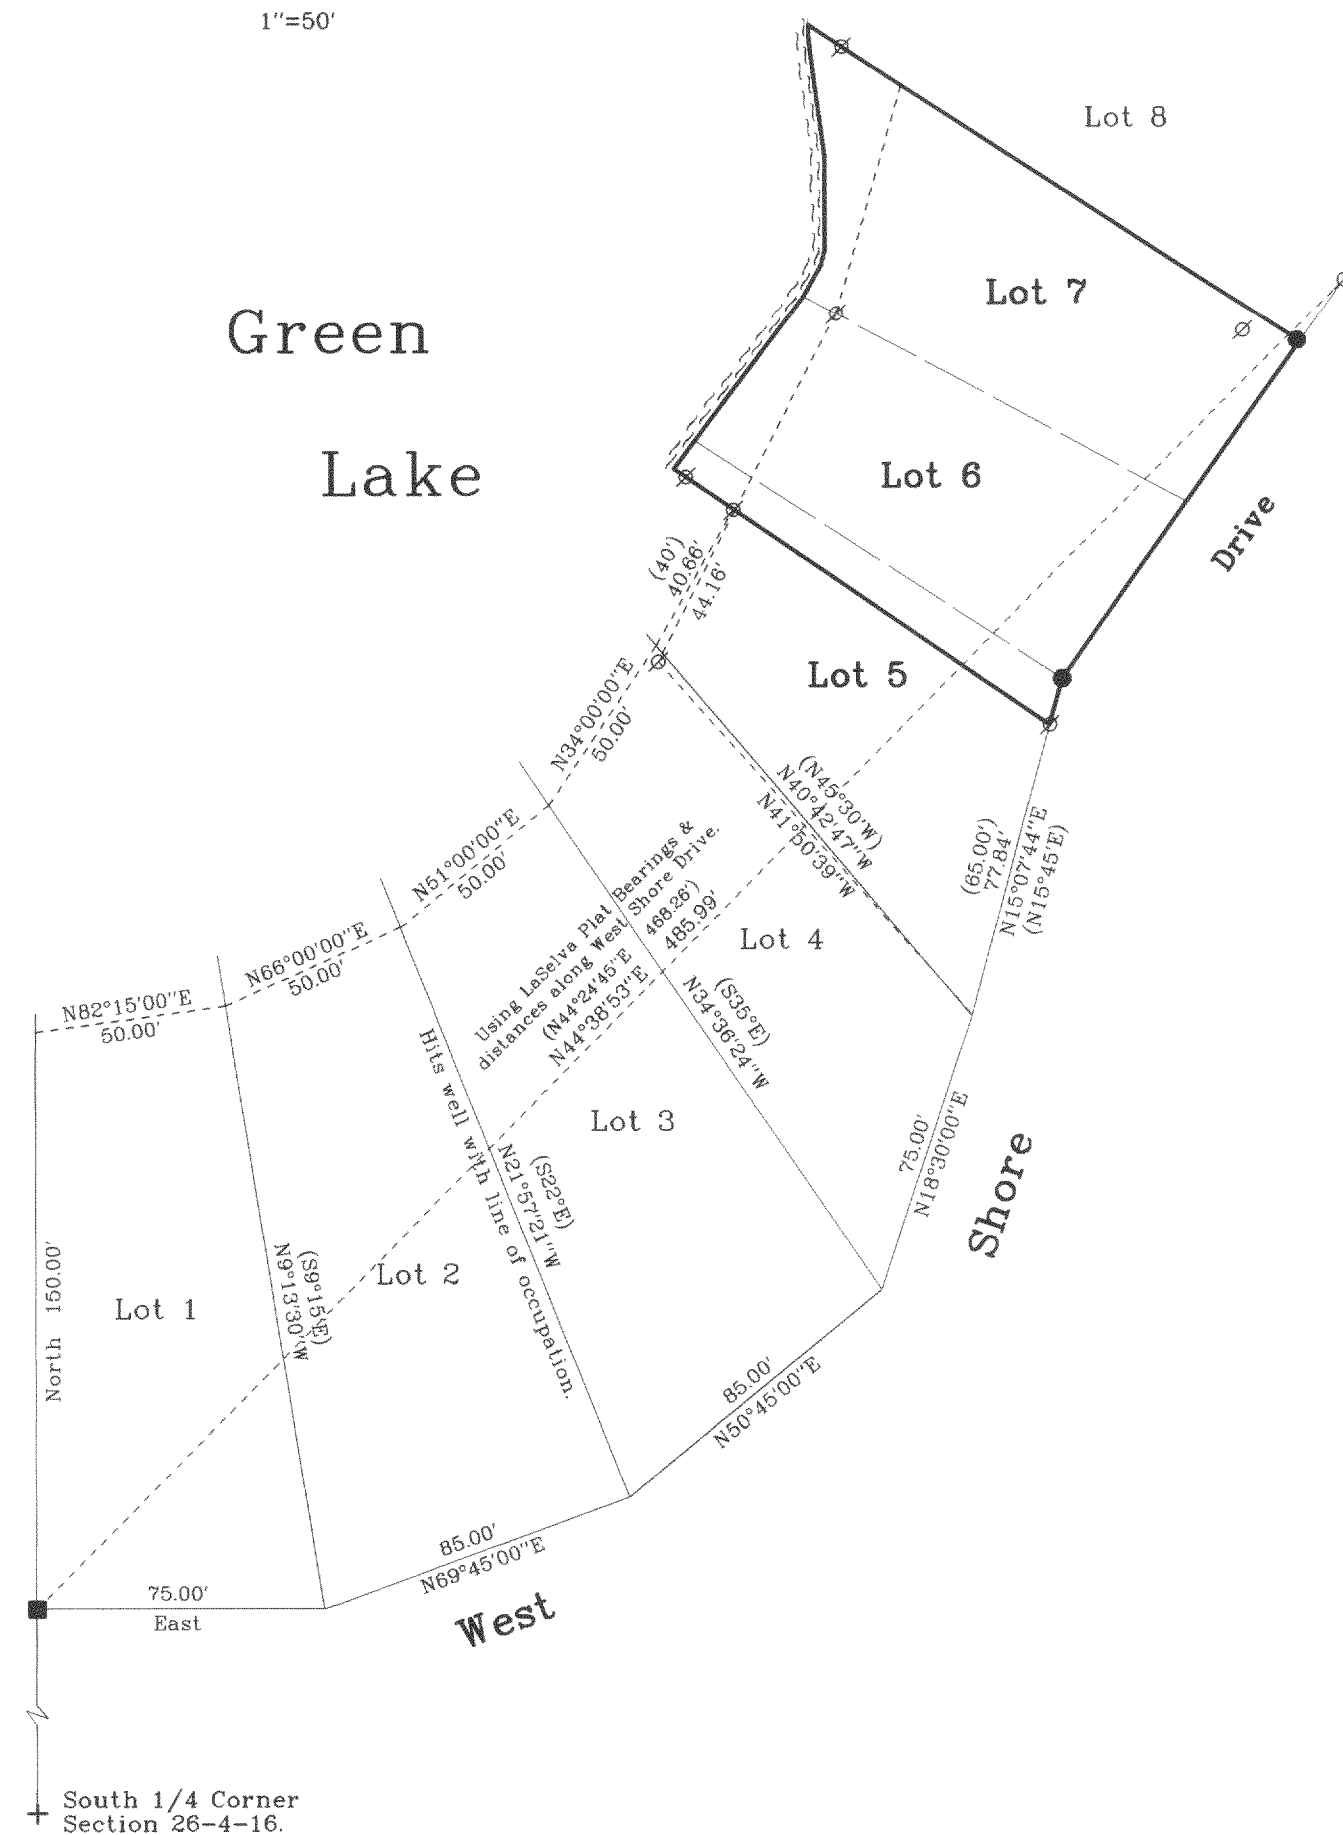 1"=50'
Lot 8
Green
Lake
Lot 7
Lot 6
Drive
(40')
40.66'
44.16'
Lot 5
N34°00'00"E
50.00'
(N45°30'W)
N40°42'47"W
N41°50'39"W
(65.00')
77.84'
N15°07'44"E
(N15°45'E)
N51°00'00"E
50.00'
Using LaSelva Plat Bearings &
distances along West Shore Drive.
(N44°24'45"E 468.26')
N44°38'53"E 485.99'
Lot 4
N66°00'00"E
50.00'
N82°15'00"E
50.00'
(S35°E)
N34°36'24"W
Hits well with line of occupation.
Lot 3
75.00'
N18°30'00"E
Shore
(S22°E)
N21°57'21"W
Lot 2
(S9°15'E)
N9°13'30"W
Lot 1
North 150.00'
85.00'
N50°45'00"E
85.00'
N69°45'00"E
West
75.00'
East
South 1/4 Corner
Section 26-4-16.